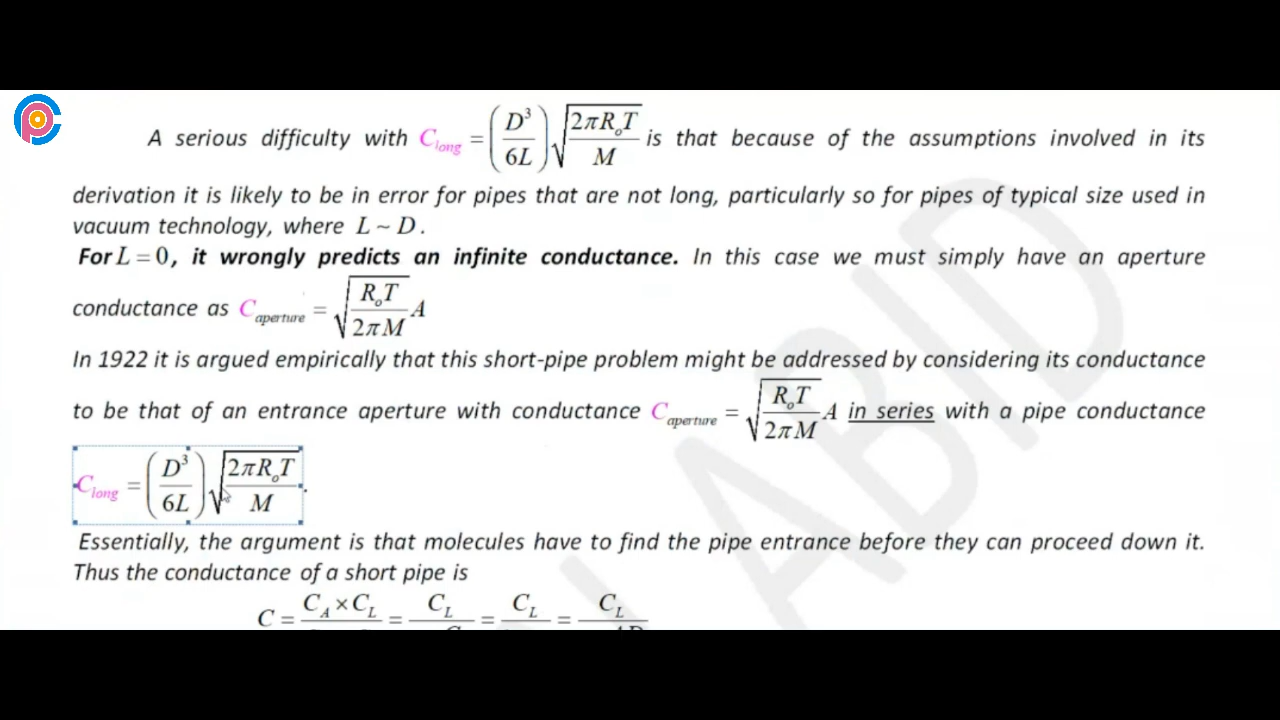 A serious difficulty with C_long = (D³/6L) √(2πR₀T/M) is that because of the assumptions involved in its
derivation it is likely to be in error for pipes that are not long, particularly so for pipes of typical size used in
vacuum technology, where L ~ D.
For L = 0, it wrongly predicts an infinite conductance. In this case we must simply have an aperture
conductance as C_aperture = √(R₀T/2πM) A
In 1922 it is argued empirically that this short-pipe problem might be addressed by considering its conductance
to be that of an entrance aperture with conductance C_aperture = √(R₀T/2πM) A in series with a pipe conductance
C_long = (D³/6L) √(2πR₀T/M).
Essentially, the argument is that molecules have to find the pipe entrance before they can proceed down it.
Thus the conductance of a short pipe is
C = C_A × C_L = C_L = C_L = C_L